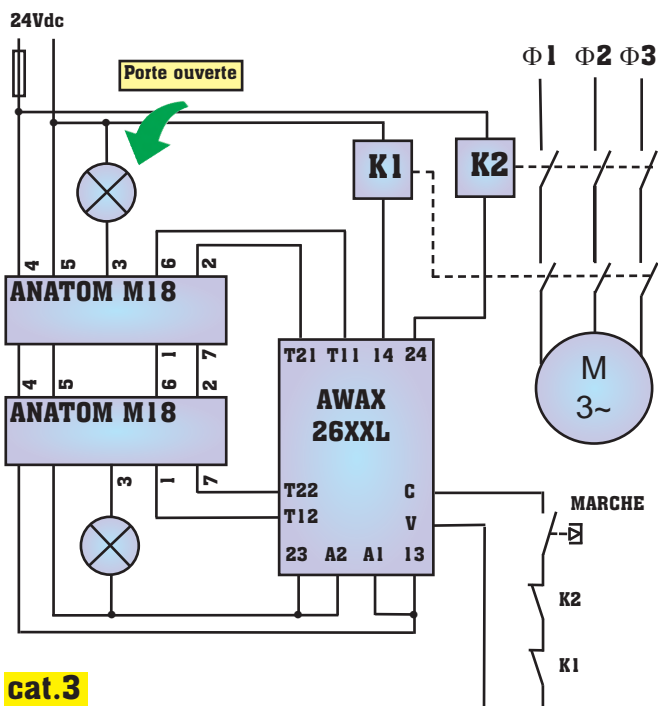 24Vdc
Porte ouverte
Φ1 Φ2 Φ3
K1
K2
4 5 3 6 2
ANATOM M18
1 7
4 5 6 2
ANATOM M18
3 1 7
T21 T11 14 24
AWAX
26XXL
T22 C
T12 V
23 A2 A1 13
M
3~
MARCHE
K2
K1
cat.3